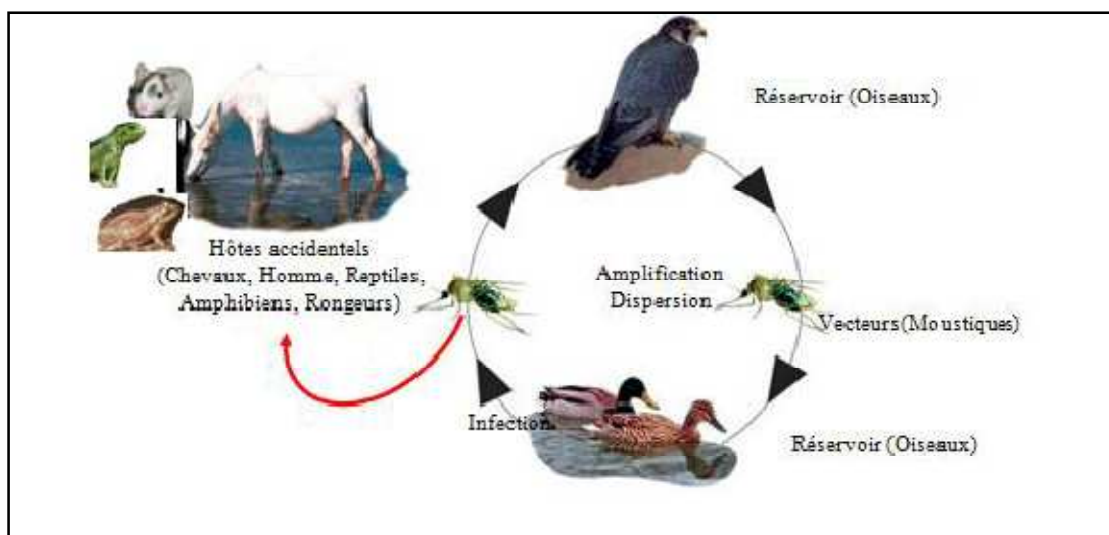 Réservoir (Oiseaux)
Hôtes accidentels
(Chevaux, Homme, Reptiles,
Amphibiens, Rongeurs)
Amplification
Dispersion
Vecteurs (Moustiques)
Infection
Réservoir (Oiseaux)